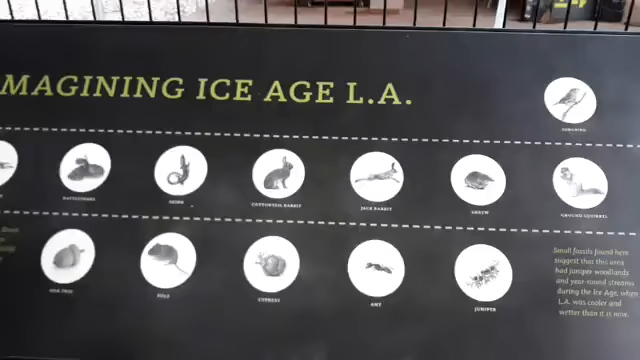 MAGINING ICE AGE L.A.
RATTLESNAKE
SKINK
COTTONTAIL RABBIT
JACK RABBIT
SHREW
GROUND SQUIRREL
OAK TREE
CYPRESS
ANT
JUNIPER
Small fossils found here
suggest that this area
had juniper woodlands
and year-round streams
during the Ice Age, when
L.A. was cooler and
wetter than it is now.